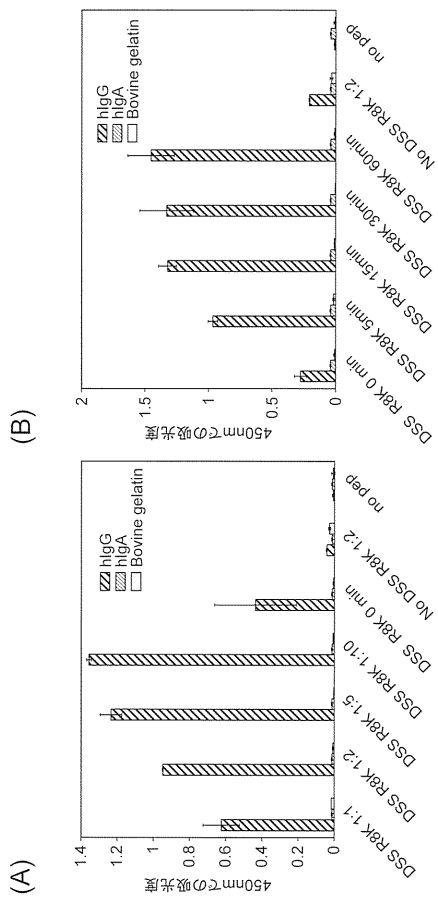 (A)
450nmでの吸光度
1.4
1.2
1
0.8
0.6
0.4
0.2
0
hIgG
hIgA
Bovine gelatin
DSS R8K 1:1
DSS R8K 1:2
DSS R8K 1:5
DSS R8K 1:10
DSS R8K 0 min
No DSS R8K 1:2
no pep
(B)
450nmでの吸光度
2
1.5
1
0.5
0
hIgG
hIgA
Bovine gelatin
DSS R8K 0 min
DSS R8K 5min
DSS R8K 15min
DSS R8K 30min
DSS R8K 60min
No DSS R8K 1:2
no pep